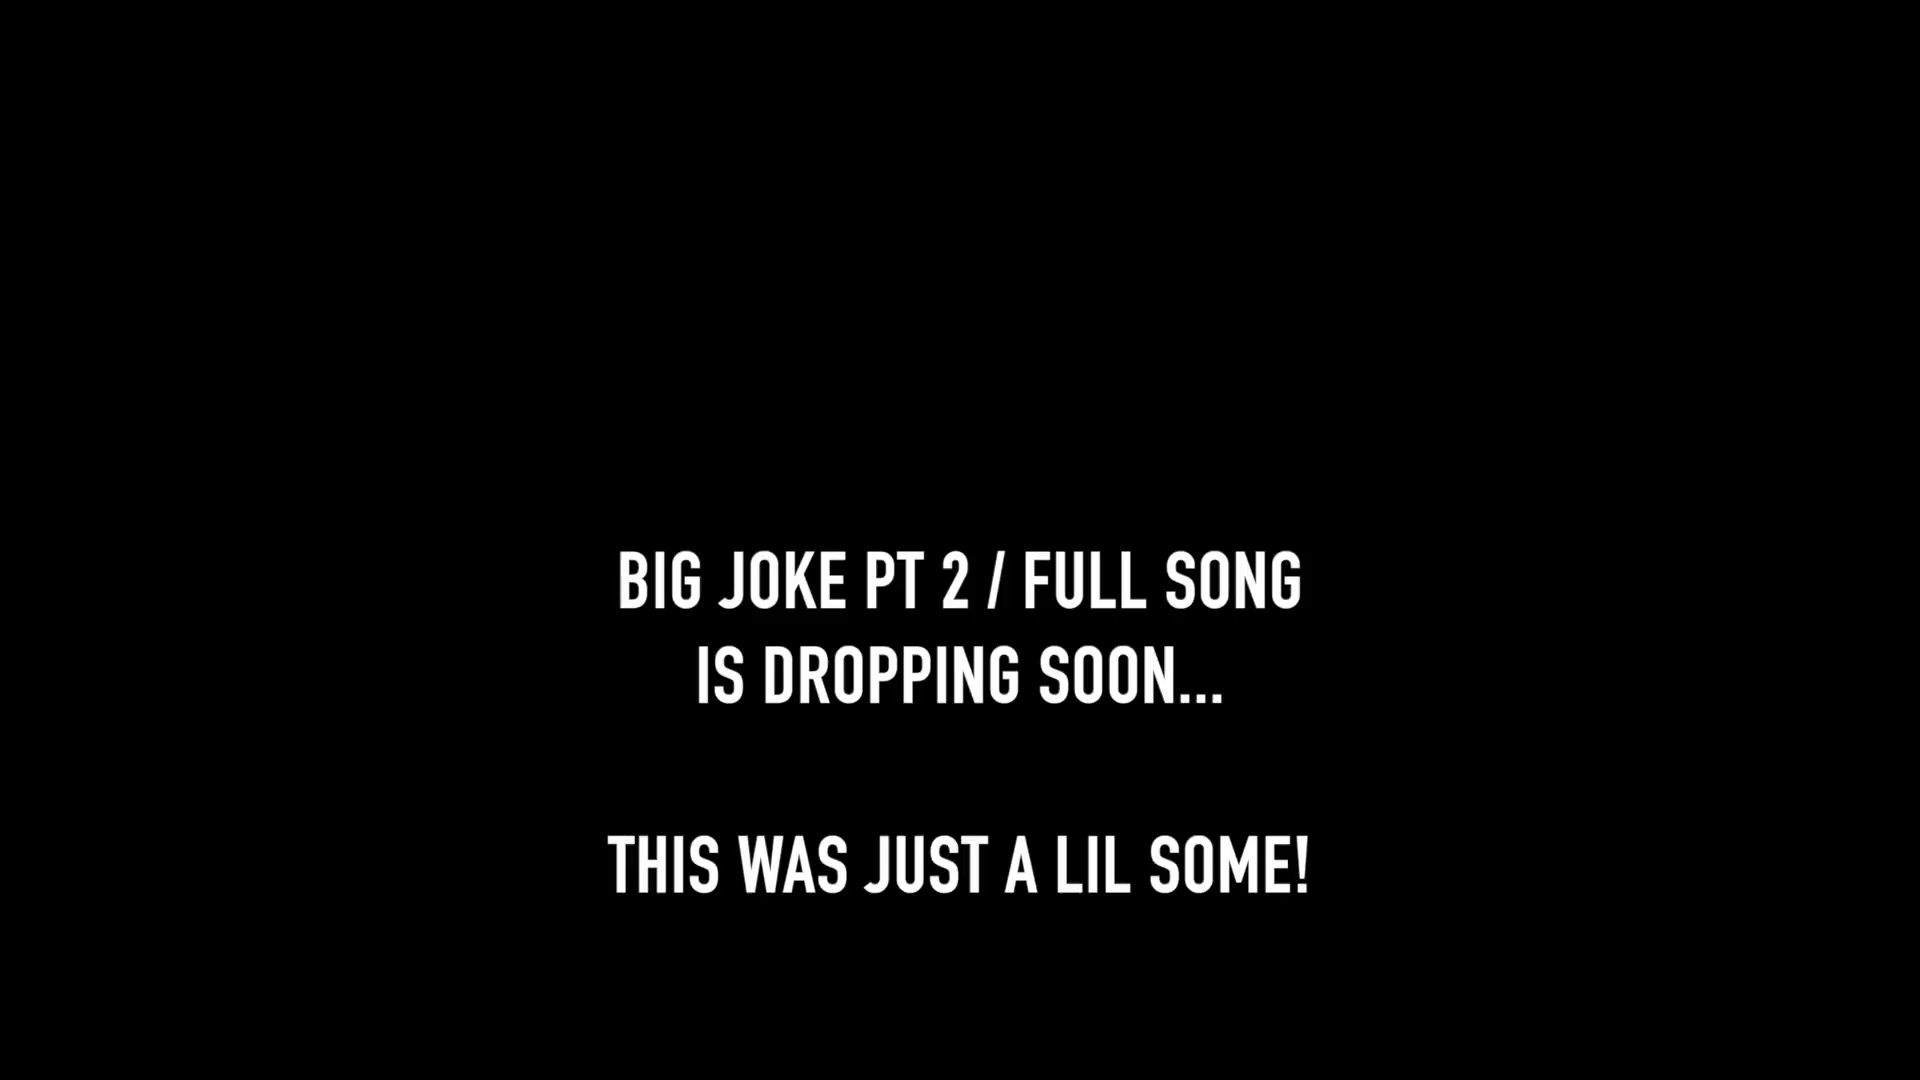 BIG JOKE PT 2 / FULL SONG
IS DROPPING SOON...
THIS WAS JUST A LIL SOME!